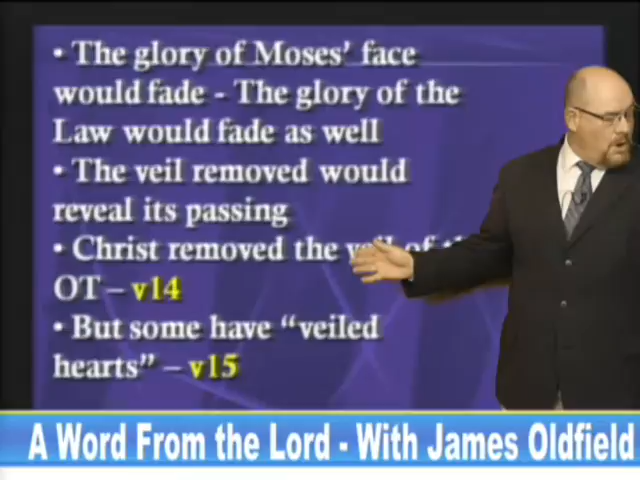 • The glory of Moses' face
would fade - The glory of the
Law would fade as well
• The veil removed would
reveal its passing
• Christ removed the veil of
OT – v14
• But some have “veiled
hearts” – v15
A Word From the Lord - With James Oldfield